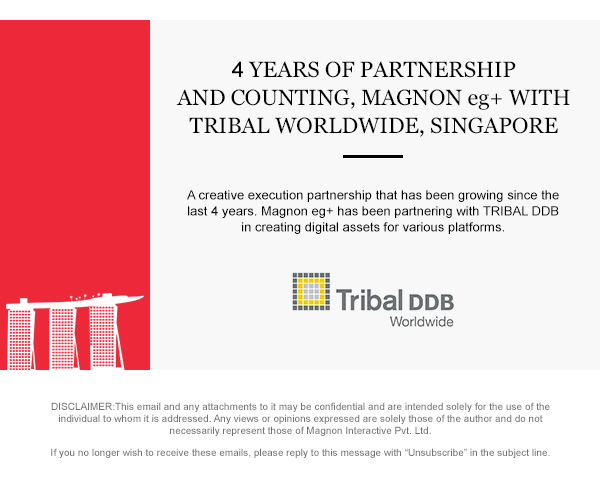 4 YEARS OF PARTNERSHIP
AND COUNTING, MAGNON eg+ WITH
TRIBAL WORLDWIDE, SINGAPORE
A creative execution partnership that has been growing since the
last 4 years. Magnon eg+ has been partnering with TRIBAL DDB
in creating digital assets for various platforms.
Tribal DDB
Worldwide
DISCLAIMER:This email and any attachments to it may be confidential and are intended solely for the use of the
individual to whom it is addressed. Any views or opinions expressed are solely those of the author and do not
necessarily represent those of Magnon Interactive Pvt. Ltd.
If you no longer wish to receive these emails, please reply to this message with “Unsubscribe” in the subject line.